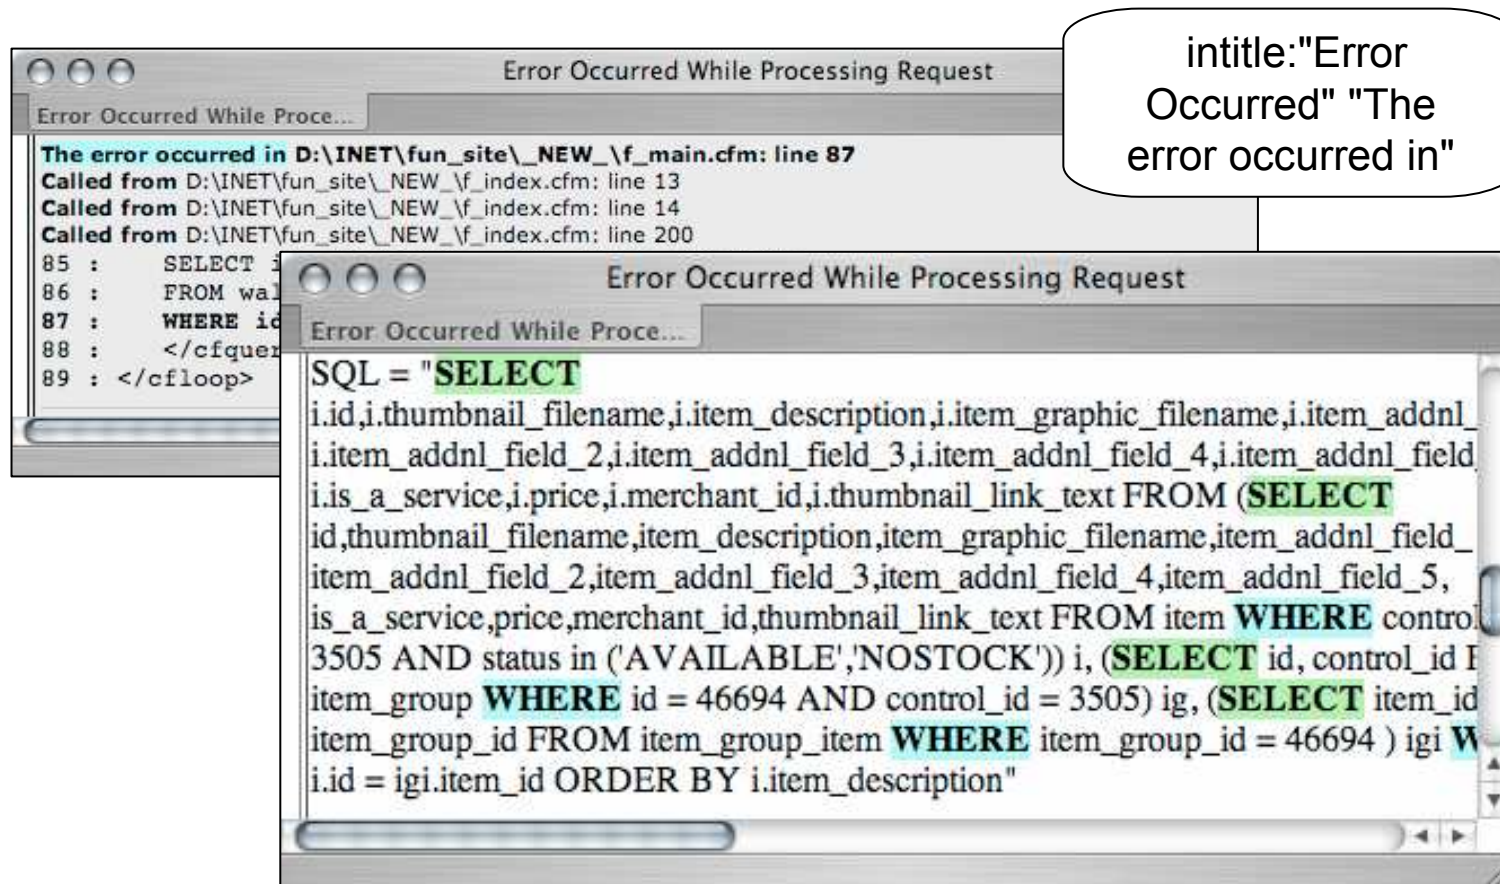 intitle:"Error
Occurred" "The
error occurred in"
Error Occurred While Processing Request
Error Occurred While Proce...
The error occurred in D:\INET\fun_site\_NEW_\f_main.cfm: line 87
Called from D:\INET\fun_site\_NEW_\f_index.cfm: line 13
Called from D:\INET\fun_site\_NEW_\f_index.cfm: line 14
Called from D:\INET\fun_site\_NEW_\f_index.cfm: line 200
85 : SELECT
86 : FROM
87 : WHERE
88 :
89 : </cfloop>
Error Occurred While Processing Request
Error Occurred While Proce...
SQL = "SELECT
i.id,i.thumbnail_filename,i.item_description,i.item_graphic_filename,i.item_addnl_
i.item_addnl_field_2,i.item_addnl_field_3,i.item_addnl_field_4,i.item_addnl_field_
i.is_a_service,i.price,i.merchant_id,i.thumbnail_link_text FROM (SELECT
id,thumbnail_filename,item_description,item_graphic_filename,item_addnl_field_
item_addnl_field_2,item_addnl_field_3,item_addnl_field_4,item_addnl_field_5,
is_a_service,price,merchant_id,thumbnail_link_text FROM item WHERE control
3505 AND status in ('AVAILABLE','NOSTOCK')) i, (SELECT id, control_id
item_group WHERE id = 46694 AND control_id = 3505) ig, (SELECT item_id
item_group_id FROM item_group_item WHERE item_group_id = 46694 ) igi
i.id = igi.item_id ORDER BY i.item_description"